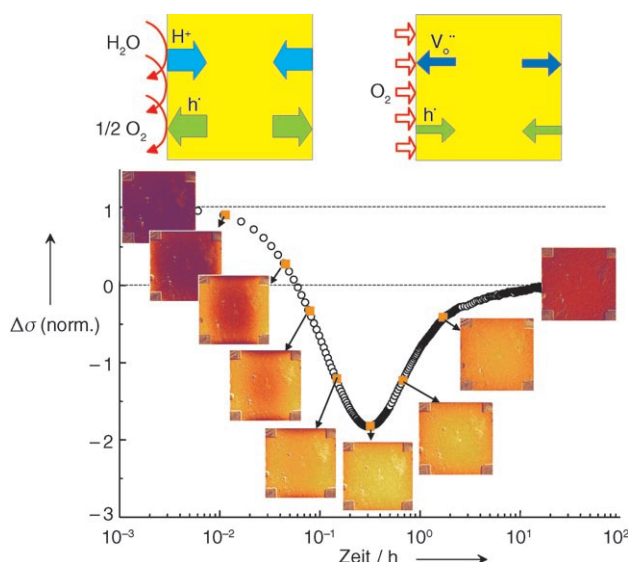 H₂O
H⁺
h˙
1/2 O₂
V₀¨
O₂
h˙
1
0
−1
−2
−3
Δσ (norm.)
10⁻³
10⁻²
10⁻¹
10⁰
10¹
10²
Zeit / h